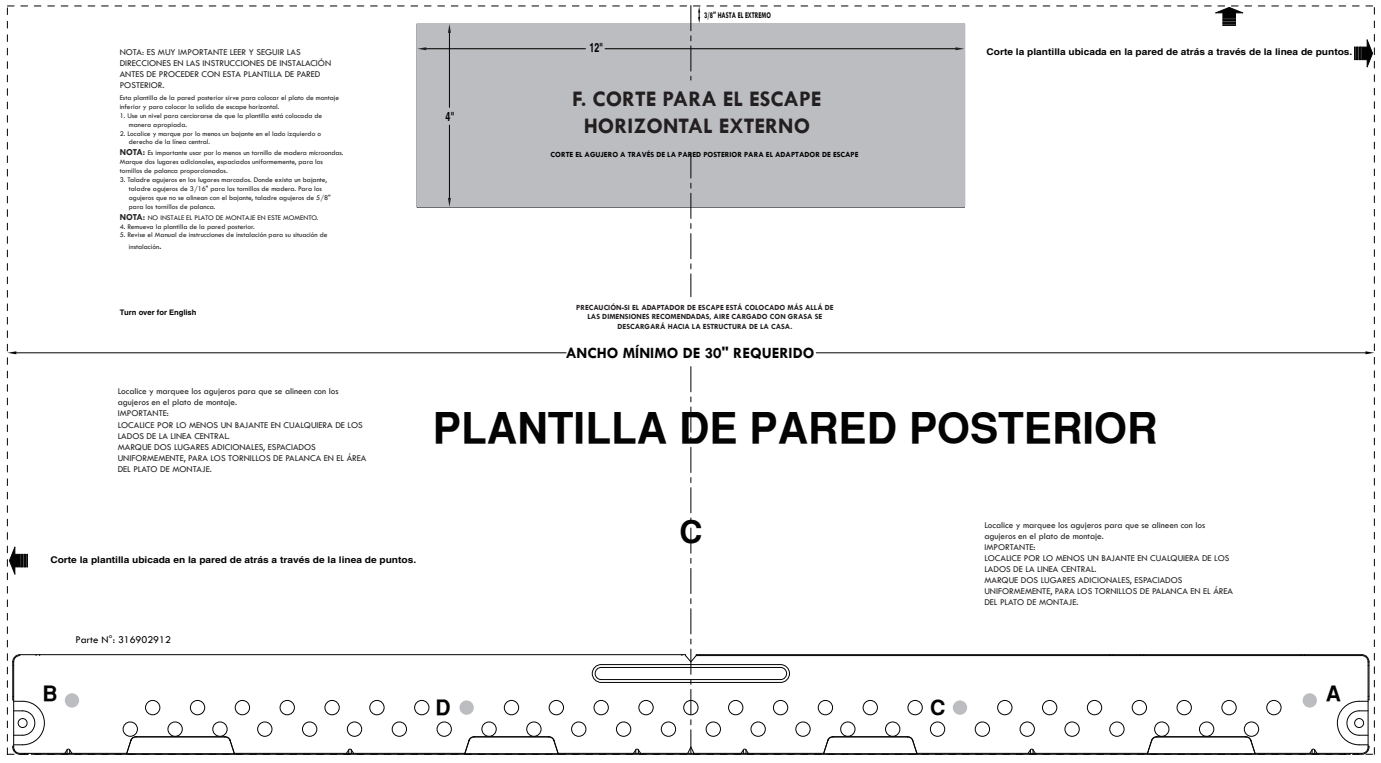 3/8" HASTA EL EXTREMO
NOTA: ES MUY IMPORTANTE LEER Y SEGUIR LAS
DIRECCIONES EN LAS INSTRUCCIONES DE INSTALACIÓN
ANTES DE PROCEDER CON ESTA PLANTILLA DE PARED
POSTERIOR.
Esta plantilla de la pared posterior sirve para colocar el plato de montaje
inferior y para colocar la salida de escape horizontal.
1. Use un nivel para cerciorarse de que la plantilla está colocada de
manera apropiada.
2. Localice y marque por lo menos un bajante en el lado izquierdo o
derecho de la línea central.
NOTA: Es importante usar por lo menos un tornillo de madera microondas.
Marque dos lugares adicionales, espaciados uniformemente, para los
tornillos de palanca proporcionados.
3. Taladre agujeros en los lugares marcados. Donde exista un bajante,
taladre agujeros de 3/16" para los tornillos de madera. Para los
agujeros que no se alinean con el bajante, taladre agujeros de 5/8"
para los tornillos de palanca.
NOTA: NO INSTALE EL PLATO DE MONTAJE EN ESTE MOMENTO.
4. Remueva la plantilla de la pared posterior.
5. Revise el Manual de instrucciones de instalación para su situación de
instalación.
Turn over for English
12"
4"
F. CORTE PARA EL ESCAPE
HORIZONTAL EXTERNO
CORTE EL AGUJERO A TRAVÉS DE LA PARED POSTERIOR PARA EL ADAPTADOR DE ESCAPE
Corte la plantilla ubicada en la pared de atrás a través de la linea de puntos.
PRECAUCIÓN-SI EL ADAPTADOR DE ESCAPE ESTÁ COLOCADO MÁS ALLÁ DE
LAS DIMENSIONES RECOMENDADAS, AIRE CARGADO CON GRASA SE
DESCARGARÁ HACIA LA ESTRUCTURA DE LA CASA.
ANCHO MÍNIMO DE 30" REQUERIDO
Localice y marquee los agujeros para que se alineen con los
agujeros en el plato de montaje.
IMPORTANTE:
LOCALICE POR LO MENOS UN BAJANTE EN CUALQUIERA DE LOS
LADOS DE LA LINEA CENTRAL.
MARQUE DOS LUGARES ADICIONALES, ESPACIADOS
UNIFORMEMENTE, PARA LOS TORNILLOS DE PALANCA EN EL ÁREA
DEL PLATO DE MONTAJE.
PLANTILLA DE PARED POSTERIOR
C
Localice y marquee los agujeros para que se alineen con los
agujeros en el plato de montaje.
IMPORTANTE:
LOCALICE POR LO MENOS UN BAJANTE EN CUALQUIERA DE LOS
LADOS DE LA LINEA CENTRAL.
MARQUE DOS LUGARES ADICIONALES, ESPACIADOS
UNIFORMEMENTE, PARA LOS TORNILLOS DE PALANCA EN EL ÁREA
DEL PLATO DE MONTAJE.
Corte la plantilla ubicada en la pared de atrás a través de la linea de puntos.
Parte N°: 316902912
B
D
C
A